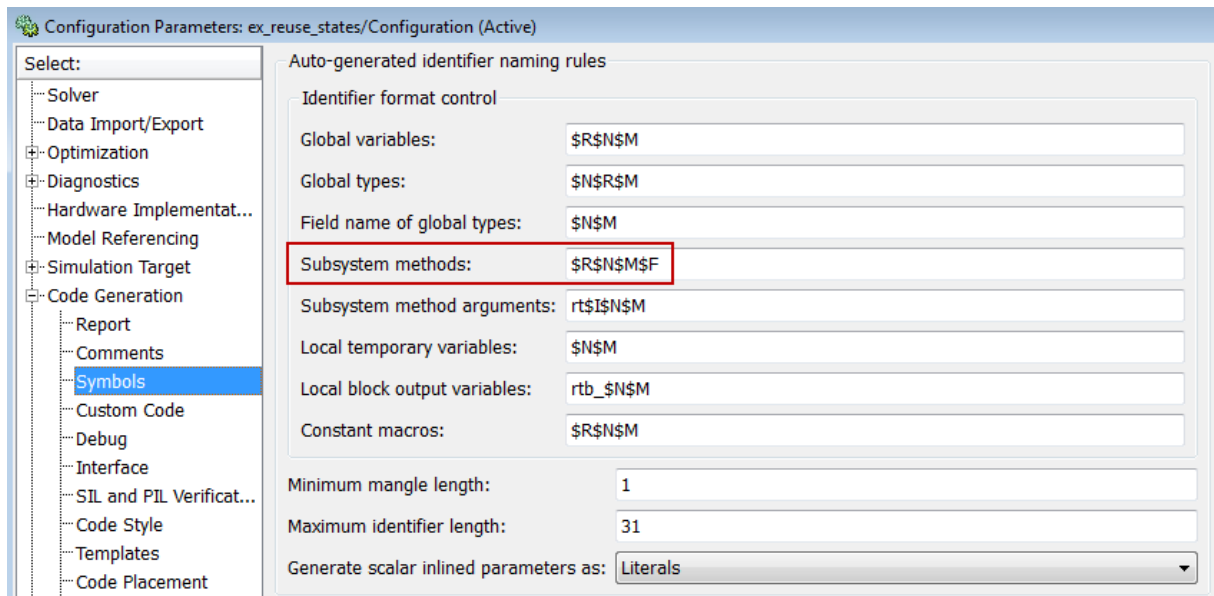 Configuration Parameters: ex_reuse_states/Configuration (Active)
Select:
Solver
Data Import/Export
Optimization
Diagnostics
Hardware Implementat...
Model Referencing
Simulation Target
Code Generation
Report
Comments
Symbols
Custom Code
Debug
Interface
SIL and PIL Verificat...
Code Style
Templates
Code Placement
Auto-generated identifier naming rules
Identifier format control
Global variables: $R$N$M
Global types: $N$R$M
Field name of global types: $N$M
Subsystem methods: $R$N$M$F
Subsystem method arguments: rt$I$N$M
Local temporary variables: $N$M
Local block output variables: rtb_$N$M
Constant macros: $R$N$M
Minimum mangle length: 1
Maximum identifier length: 31
Generate scalar inlined parameters as: Literals